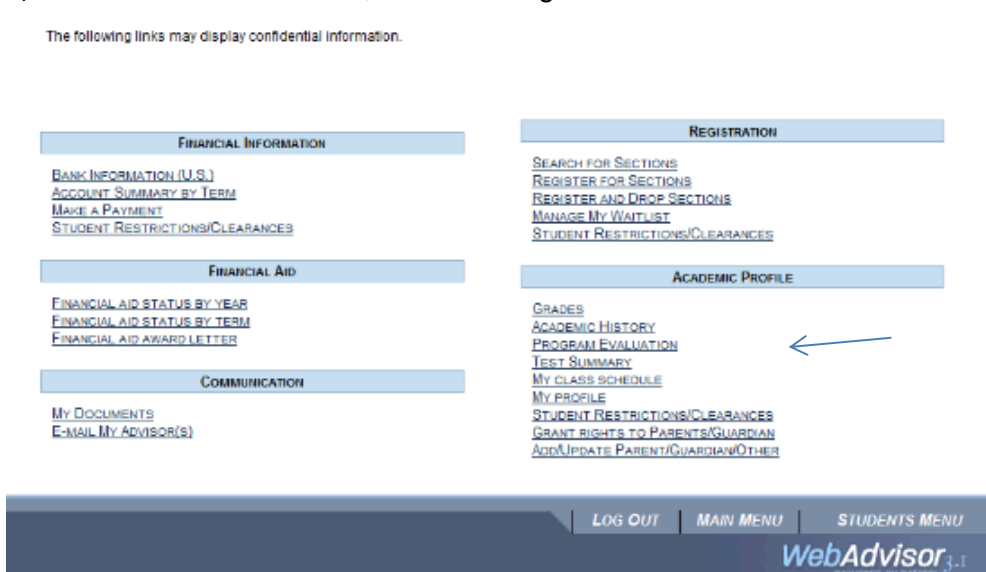 The following links may display confidential information.
FINANCIAL INFORMATION
BANK INFORMATION (U.S.)
ACCOUNT SUMMARY BY TERM
MAKE A PAYMENT
STUDENT RESTRICTIONS/CLEARANCES
FINANCIAL AID
FINANCIAL AID STATUS BY YEAR
FINANCIAL AID STATUS BY TERM
FINANCIAL AID AWARD LETTER
COMMUNICATION
MY DOCUMENTS
E-MAIL MY ADVISOR(S)
REGISTRATION
SEARCH FOR SECTIONS
REGISTER FOR SECTIONS
REGISTER AND DROP SECTIONS
MANAGE MY WAITLIST
STUDENT RESTRICTIONS/CLEARANCES
ACADEMIC PROFILE
GRADES
ACADEMIC HISTORY
PROGRAM EVALUATION
TEST SUMMARY
MY CLASS SCHEDULE
MY PROFILE
STUDENT RESTRICTIONS/CLEARANCES
GRANT RIGHTS TO PARENTS/GUARDIAN
ADD/UPDATE PARENT/GUARDIAN/OTHER
LOG OUT MAIN MENU STUDENTS MENU
WebAdvisor 3.1